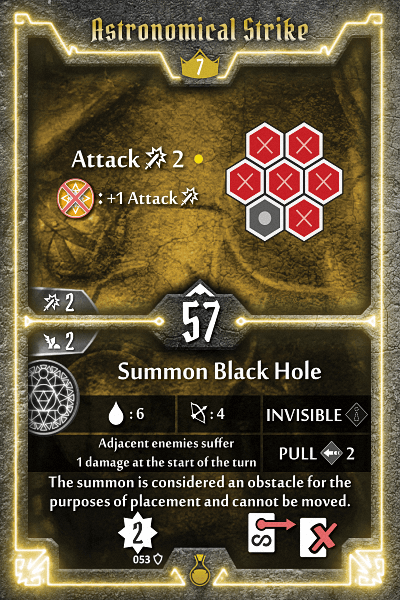 Astronomical Strike
7
Attack 2
: +1 Attack
2
57
2
Summon Black Hole
: 6 : 4 INVISIBLE
Adjacent enemies suffer
1 damage at the start of the turn
PULL 2
The summon is considered an obstacle for the
purposes of placement and cannot be moved.
2
S
053